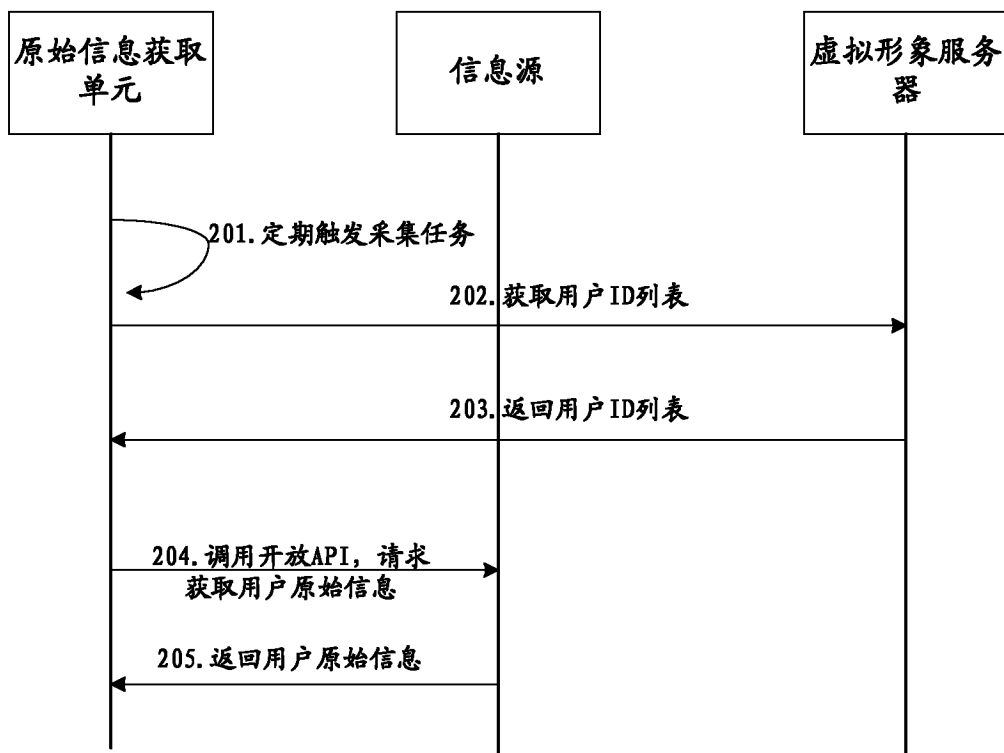 原始信息获取
单元
信息源
虚拟形象服务
器
201.定期触发采集任务
202.获取用户ID列表
203.返回用户ID列表
204.调用开放API，请求
获取用户原始信息
205.返回用户原始信息